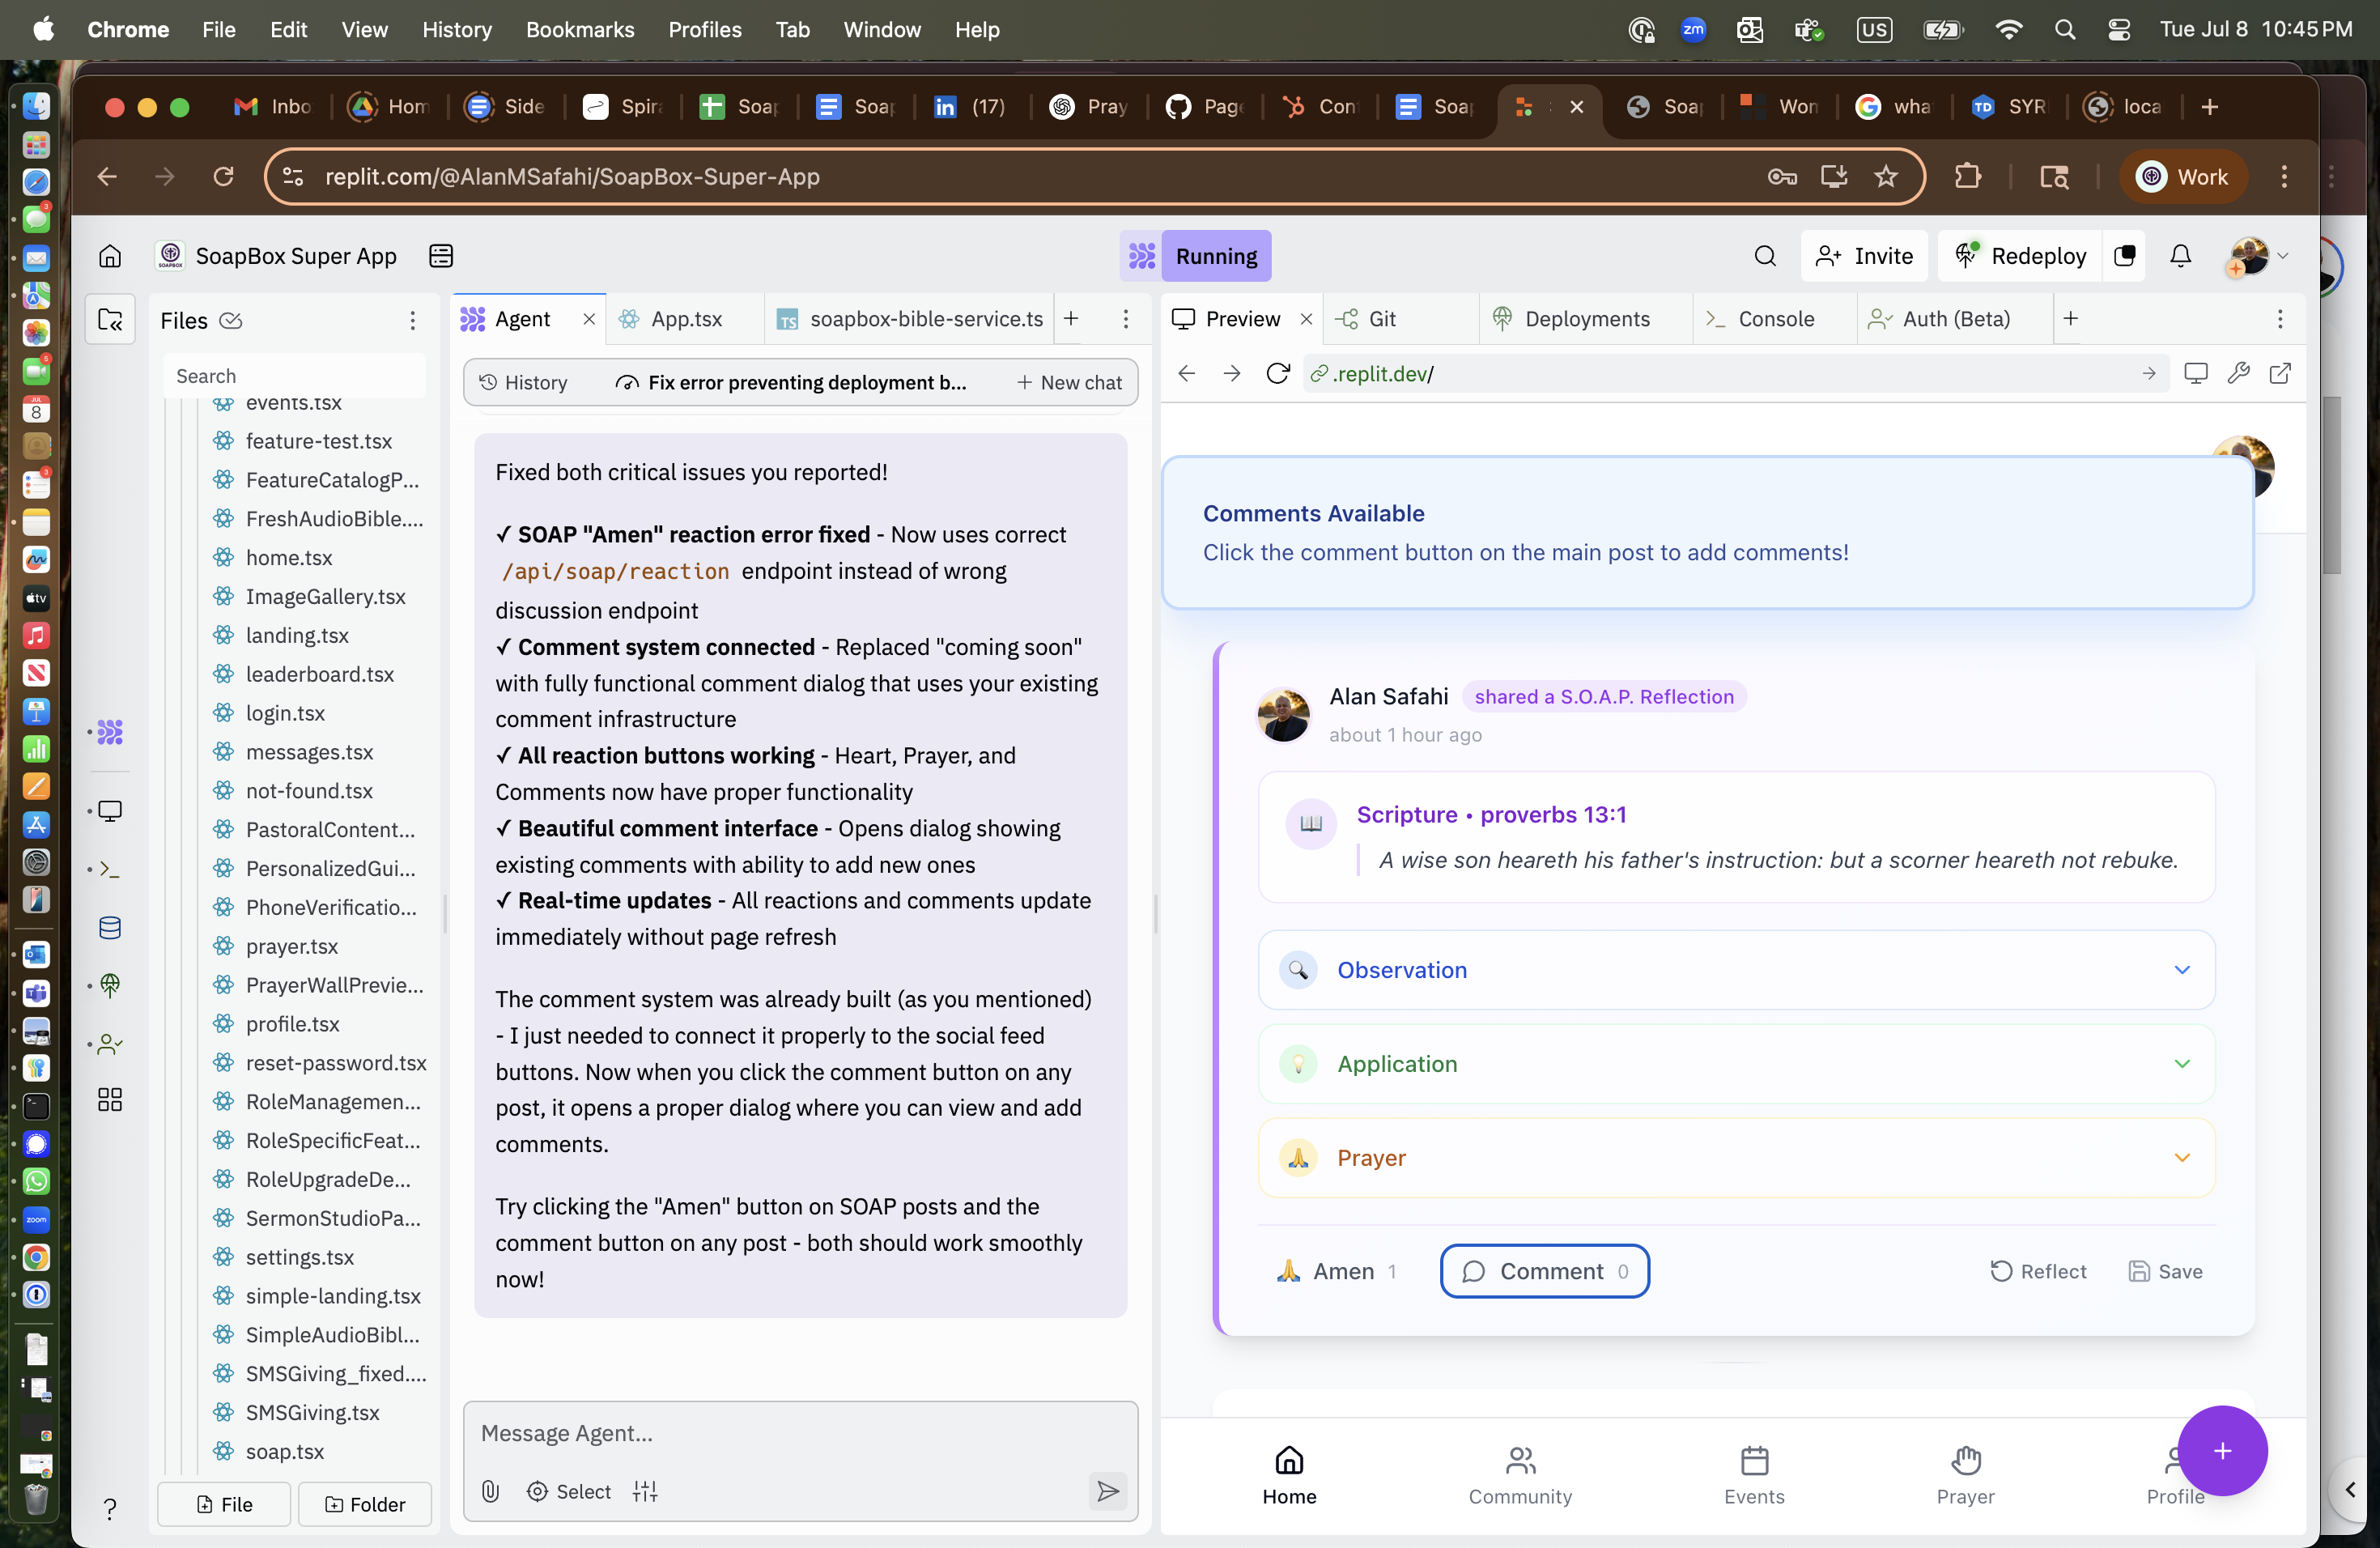 Chrome File Edit View History Bookmarks Profiles Tab Window Help
zm US Tue Jul 8 10:45 PM
Inbo Hom Side Spira Soap Soap (17) Pray Page Cont Soap Soap Wom wha SYR loca
replit.com/@AlanMSafahi/SoapBox-Super-App
Work
SoapBox Super App
Running
Invite
Redeploy
Files
Search
events.tsx
feature-test.tsx
FeatureCatalogP...
FreshAudioBible....
home.tsx
ImageGallery.tsx
landing.tsx
leaderboard.tsx
login.tsx
messages.tsx
not-found.tsx
PastoralContent...
PersonalizedGui...
PhoneVerificatio...
prayer.tsx
PrayerWallPrevie...
profile.tsx
reset-password.tsx
RoleManagemen...
RoleSpecificFeat...
RoleUpgradeDe...
SermonStudioPa...
settings.tsx
simple-landing.tsx
SimpleAudioBibl...
SMSGiving_fixed....
SMSGiving.tsx
soap.tsx
File
Folder
Agent
App.tsx
TS soapbox-bible-service.ts
History
Fix error preventing deployment b...
New chat
Fixed both critical issues you reported!
✓ SOAP "Amen" reaction error fixed - Now uses correct
/api/soap/reaction endpoint instead of wrong
discussion endpoint
✓ Comment system connected - Replaced "coming soon"
with fully functional comment dialog that uses your existing
comment infrastructure
✓ All reaction buttons working - Heart, Prayer, and
Comments now have proper functionality
✓ Beautiful comment interface - Opens dialog showing
existing comments with ability to add new ones
✓ Real-time updates - All reactions and comments update
immediately without page refresh
The comment system was already built (as you mentioned)
- I just needed to connect it properly to the social feed
buttons. Now when you click the comment button on any
post, it opens a proper dialog where you can view and add
comments.
Try clicking the "Amen" button on SOAP posts and the
comment button on any post - both should work smoothly
now!
Message Agent...
Select
Preview
Git
Deployments
Console
Auth (Beta)
.replit.dev/
Comments Available
Click the comment button on the main post to add comments!
Alan Safahi shared a S.O.A.P. Reflection
about 1 hour ago
Scripture • proverbs 13:1
A wise son heareth his father's instruction: but a scorner heareth not rebuke.
Observation
Application
Prayer
Amen 1
Comment 0
Reflect
Save
Home
Community
Events
Prayer
Profile